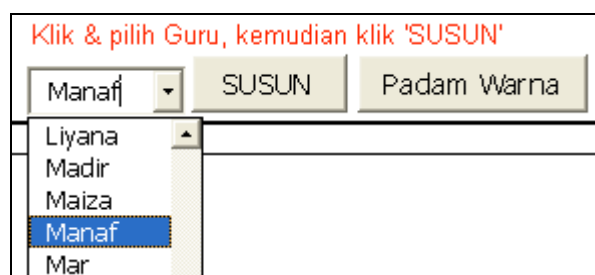 Klik & pilih Guru, kemudian klik 'SUSUN'
Manaf SUSUN Padam Warna
Liyana
Madir
Maiza
Manaf
Mar